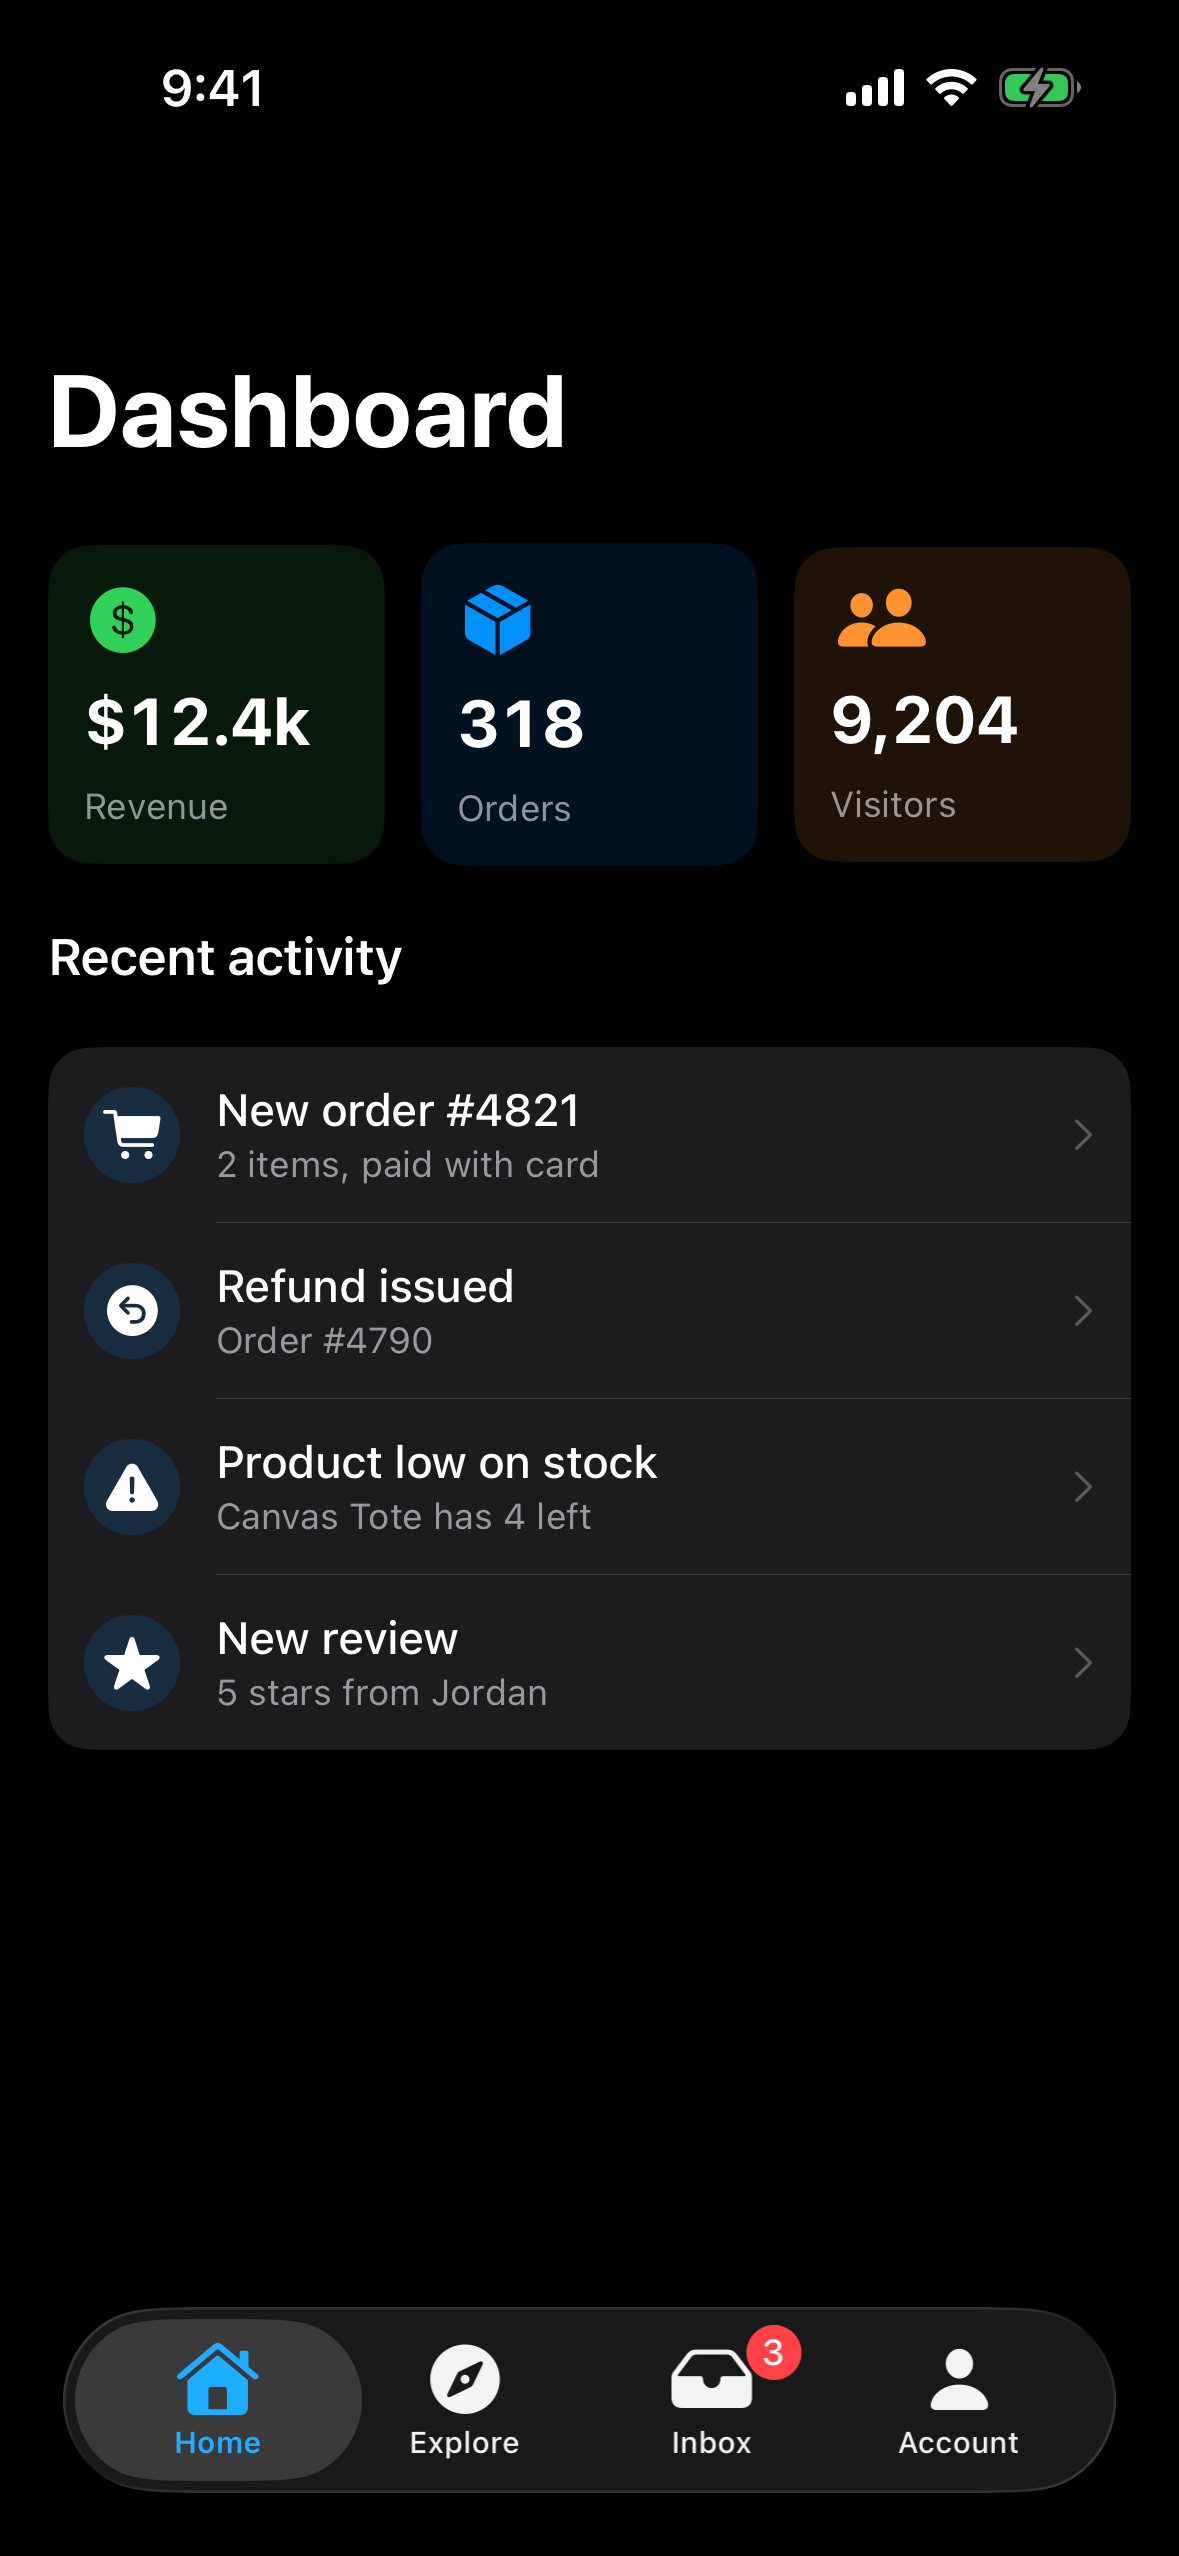 9:41
Dashboard
$12.4k
Revenue
318
Orders
9,204
Visitors
Recent activity
New order #4821
2 items, paid with card
Refund issued
Order #4790
Product low on stock
Canvas Tote has 4 left
New review
5 stars from Jordan
Home
Explore
3
Inbox
Account